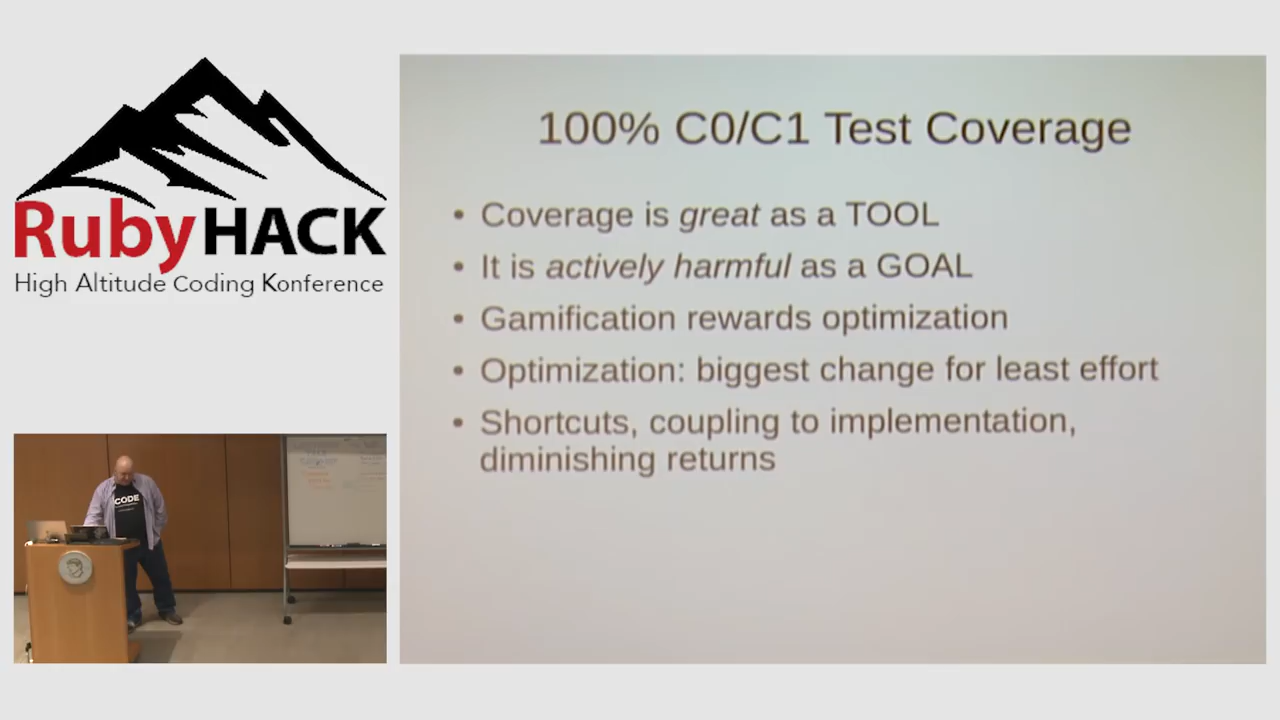 RubyHACK
High Altitude Coding Konference
100% C0/C1 Test Coverage
• Coverage is great as a TOOL
• It is actively harmful as a GOAL
• Gamification rewards optimization
• Optimization: biggest change for least effort
• Shortcuts, coupling to implementation,
diminishing returns
CODE